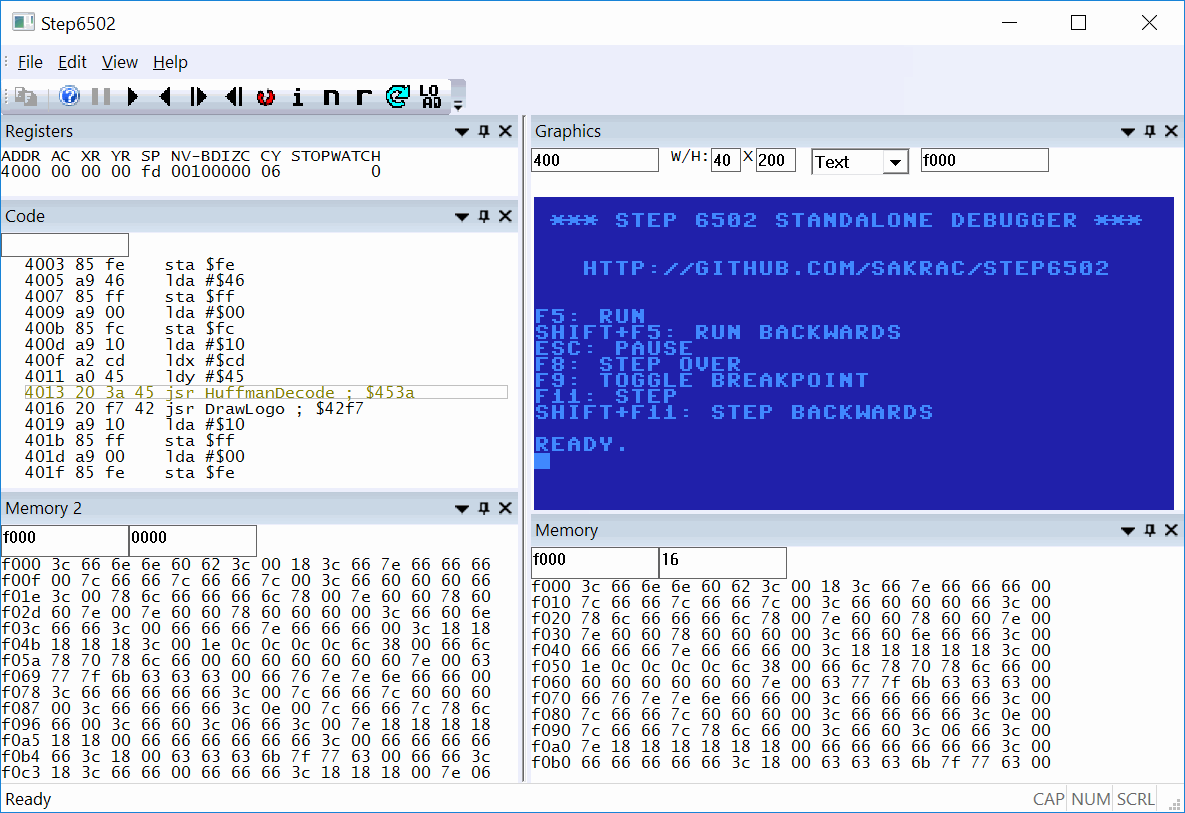 Step6502
File Edit View Help
i n r LO AD
Registers
ADDR AC XR YR SP NV-BDIZC CY STOPWATCH
4000 00 00 00 fd 00100000 06 0
Code
4003 85 fe sta $fe
4005 a9 46 lda #$46
4007 85 ff sta $ff
4009 a9 00 lda #$00
400b 85 fc sta $fc
400d a9 10 lda #$10
400f a2 cd ldx #$cd
4011 a0 45 ldy #$45
4013 20 3a 45 jsr HuffmanDecode ; $453a
4016 20 f7 42 jsr DrawLogo ; $42f7
4019 a9 10 lda #$10
401b 85 ff sta $ff
401d a9 00 lda #$00
401f 85 fe sta $fe
Memory 2
f000 0000
f000 3c 66 6e 6e 60 62 3c 00 18 3c 66 7e 66 66 66
f00f 00 7c 66 66 7c 66 66 7c 00 3c 66 60 60 60 66
f01e 3c 00 78 6c 66 66 66 6c 78 00 7e 60 60 78 60
f02d 60 7e 00 7e 60 60 78 60 60 60 00 3c 66 60 6e
f03c 66 66 3c 00 66 66 66 7e 66 66 66 00 3c 18 18
f04b 18 18 18 3c 00 1e 0c 0c 0c 0c 6c 38 00 66 6c
f05a 78 70 78 6c 66 00 60 60 60 60 60 60 7e 00 63
f069 77 7f 6b 63 63 63 00 66 76 7e 7e 6e 66 66 00
f078 3c 66 66 66 66 66 3c 00 7c 66 66 7c 60 60 60
f087 00 3c 66 66 66 66 3c 0e 00 7c 66 66 7c 78 6c
f096 66 00 3c 66 60 3c 06 66 3c 00 7e 18 18 18 18
f0a5 18 18 00 66 66 66 66 66 66 3c 00 66 66 66 66
f0b4 66 3c 18 00 63 63 63 6b 7f 77 63 00 66 66 3c
f0c3 18 3c 66 66 00 66 66 66 3c 18 18 18 00 7e 06
Graphics
400 W/H: 40 X 200 Text f000
*** STEP 6502 STANDALONE DEBUGGER ***
HTTP://GITHUB.COM/SAKRAC/STEP6502
F5: RUN
SHIFT+F5: RUN BACKWARDS
ESC: PAUSE
F8: STEP OVER
F9: TOGGLE BREAKPOINT
F11: STEP
SHIFT+F11: STEP BACKWARDS
READY.
Memory
f000 16
f000 3c 66 6e 6e 60 62 3c 00 18 3c 66 7e 66 66 66 00
f010 7c 66 66 7c 66 66 7c 00 3c 66 60 60 60 66 3c 00
f020 78 6c 66 66 66 6c 78 00 7e 60 60 78 60 60 7e 00
f030 7e 60 60 78 60 60 60 00 3c 66 60 6e 66 66 3c 00
f040 66 66 66 7e 66 66 66 00 3c 18 18 18 18 18 3c 00
f050 1e 0c 0c 0c 0c 6c 38 00 66 6c 78 70 78 6c 66 00
f060 60 60 60 60 60 60 7e 00 63 77 7f 6b 63 63 63 00
f070 66 76 7e 7e 6e 66 66 00 3c 66 66 66 66 66 3c 00
f080 7c 66 66 7c 60 60 60 00 3c 66 66 66 66 3c 0e 00
f090 7c 66 66 7c 78 6c 66 00 3c 66 60 3c 06 66 3c 00
f0a0 7e 18 18 18 18 18 18 00 66 66 66 66 66 66 3c 00
f0b0 66 66 66 66 66 3c 18 00 63 63 63 6b 7f 77 63 00
Ready
CAP NUM SCRL